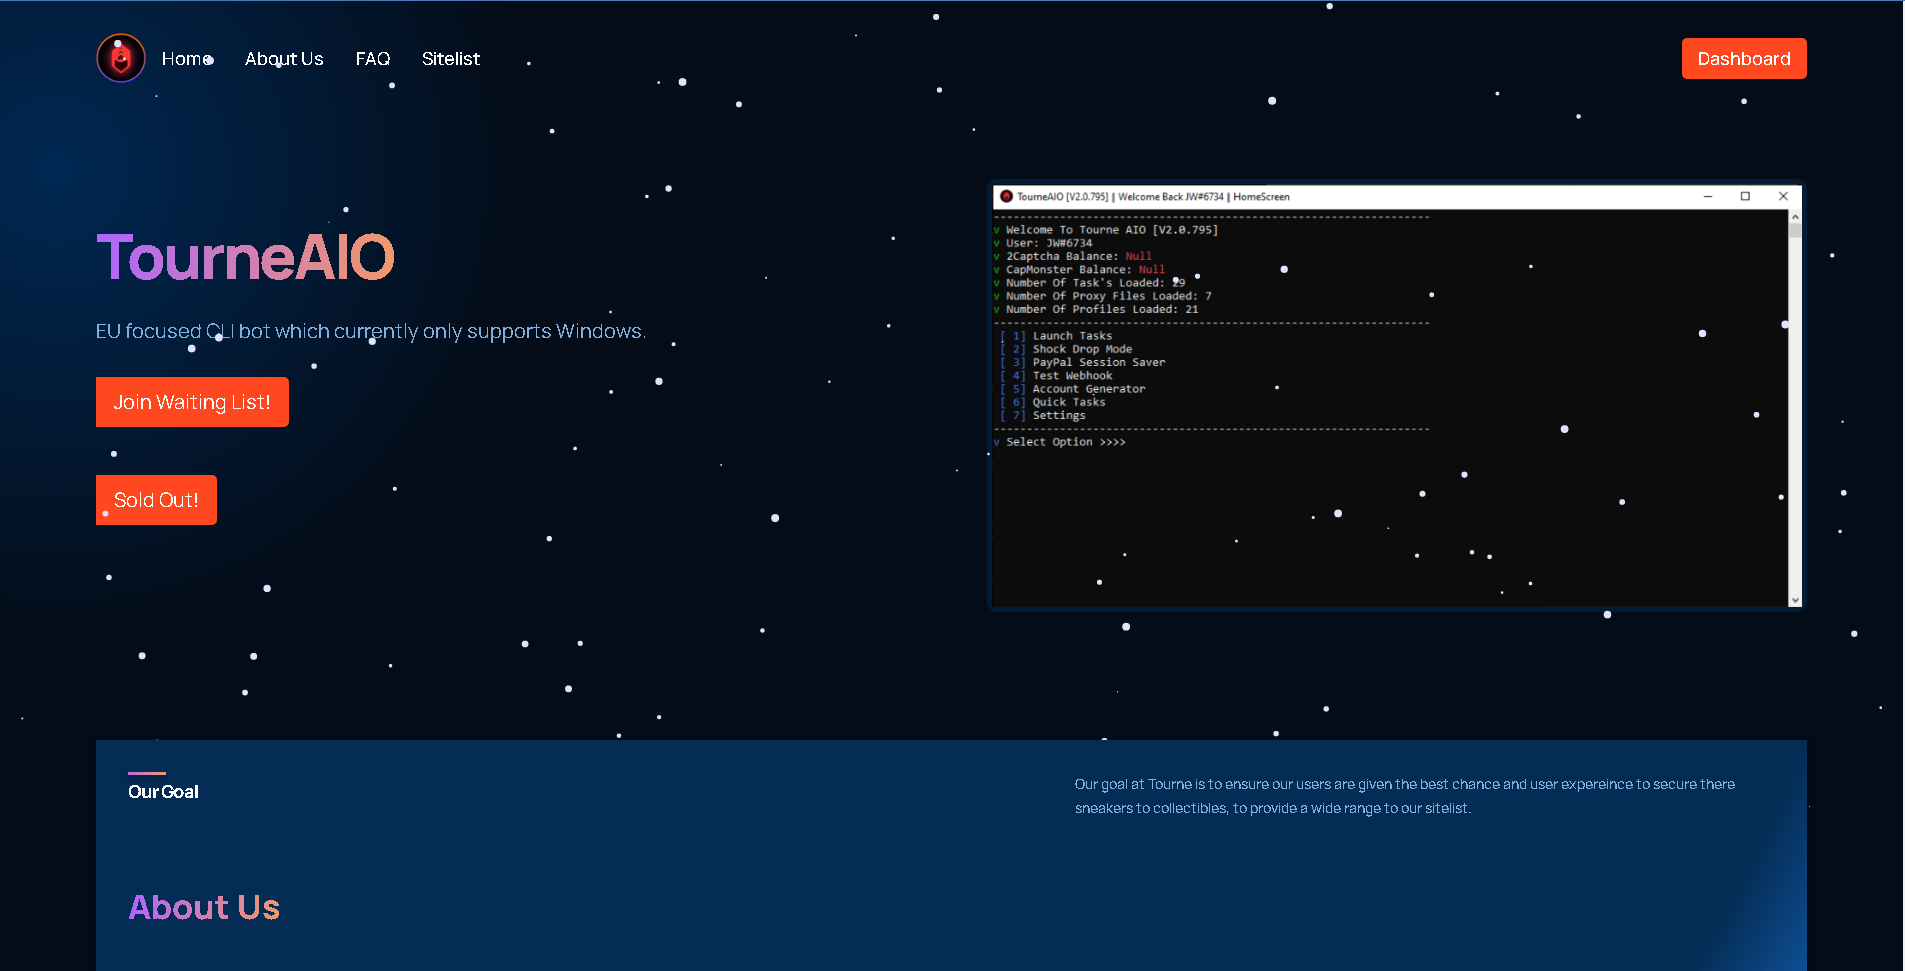 Home About Us FAQ Sitelist Dashboard
TourneAIO
EU focused CLI bot which currently only supports Windows.
Join Waiting List!
Sold Out!
TourneAIO [V2.0.795] || Welcome Back JW#6734 || HomeScreen
------------------------------------------------------------------
v Welcome To Tourne AIO [V2.0.795]
v User: JW#6734
v 2Captcha Balance: Null
v CapMonster Balance: Null
v Number Of Task's Loaded: 29
v Number Of Proxy Files Loaded: 7
v Number Of Profiles Loaded: 21
------------------------------------------------------------------
[ 1] Launch Tasks
[ 2] Shock Drop Mode
[ 3] PayPal Session Saver
[ 4] Test Webhook
[ 5] Account Generator
[ 6] Quick Tasks
[ 7] Settings
------------------------------------------------------------------
v Select Option >>>>
Our Goal
Our goal at Tourne is to ensure our users are given the best chance and user expereince to secure there
sneakers to collectibles, to provide a wide range to our sitelist.
About Us